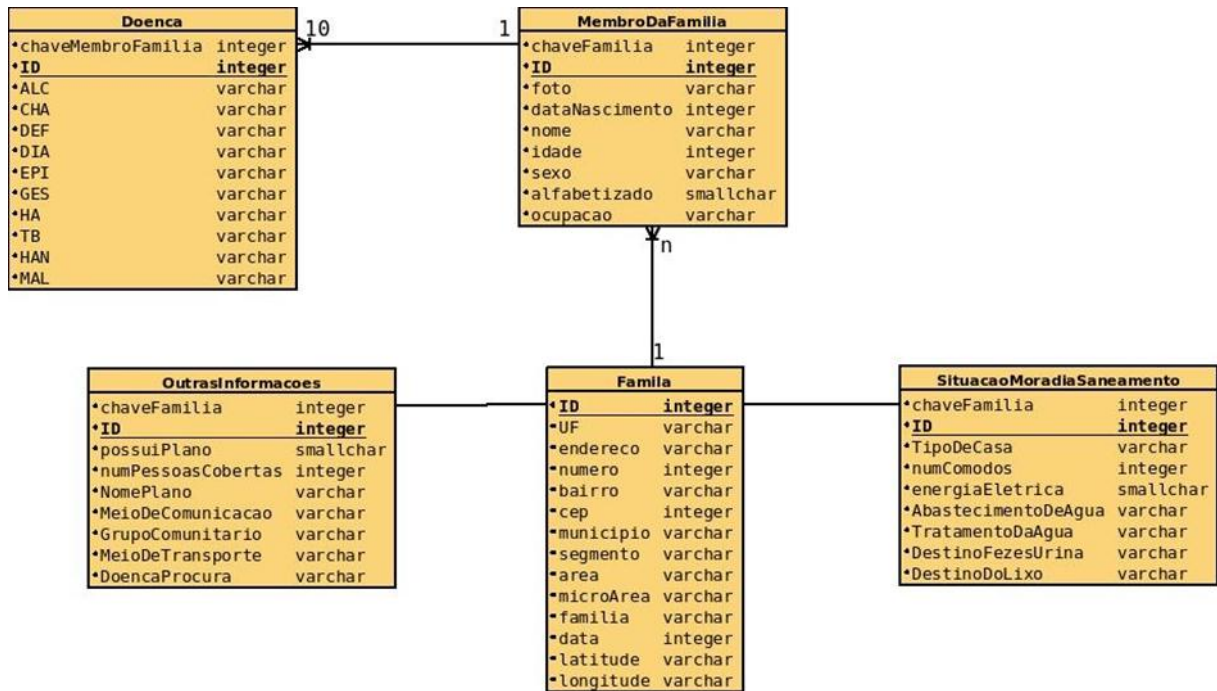 Doenca
chaveMembroFamilia integer
ID integer
ALC varchar
CHA varchar
DEF varchar
DIA varchar
EPI varchar
GES varchar
HA varchar
TB varchar
HAN varchar
MAL varchar
10
1
MembroDaFamilia
chaveFamilia integer
ID integer
foto varchar
dataNascimento integer
nome varchar
idade integer
sexo varchar
alfabetizado smallchar
ocupacao varchar
n
1
OutrasInformacoes
chaveFamilia integer
ID integer
possuiPlano smallchar
numPessoasCobertas integer
NomePlano varchar
MeioDeComunicacao varchar
GrupoComunitario varchar
MeioDeTransporte varchar
DoencaProcura varchar
Famila
ID integer
UF varchar
endereco varchar
numero integer
bairro varchar
cep integer
municipio varchar
segmento varchar
area varchar
microArea varchar
familia varchar
data integer
latitude varchar
longitude varchar
SituacaoMoradiaSaneamento
chaveFamilia integer
ID integer
TipoDeCasa varchar
numComodos integer
energiaEletrica smallchar
AbastecimentoDeAgua varchar
TratamentoDaAgua varchar
DestinoFezesUrina varchar
DestinoDoLixo varchar